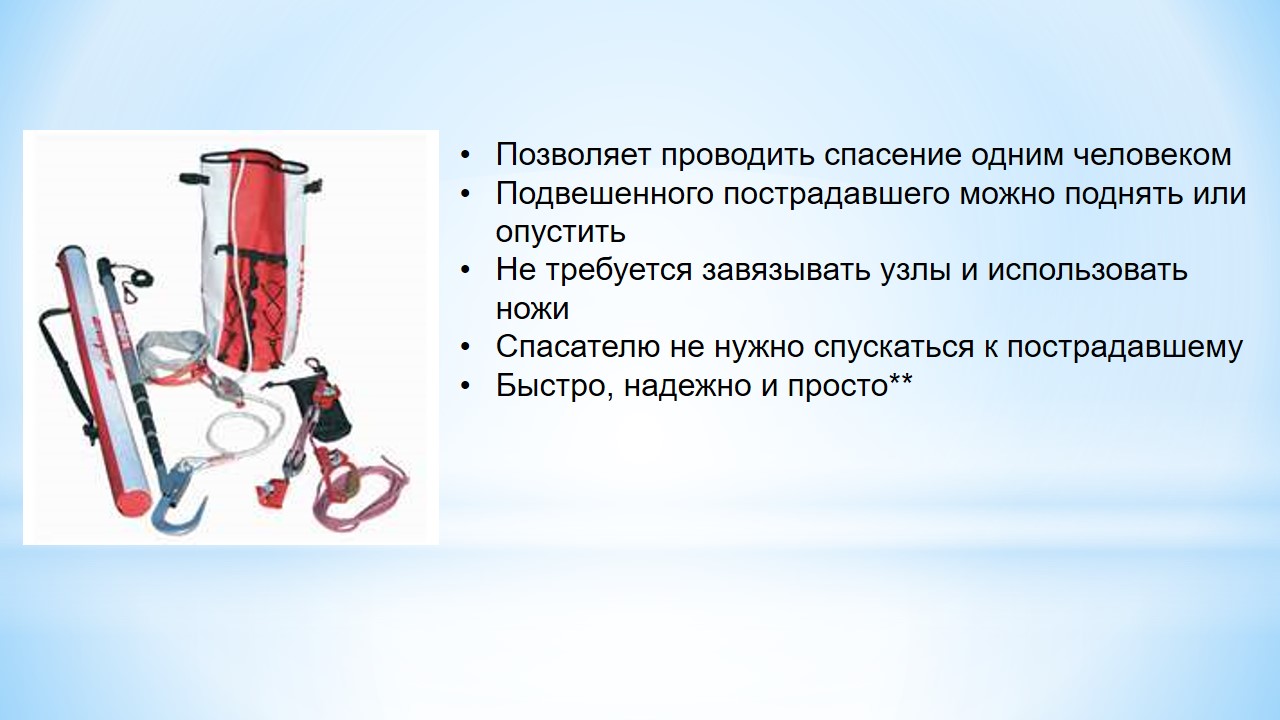 • Позволяет проводить спасение одним человеком
• Подвешенного пострадавшего можно поднять или
опустить
• Не требуется завязывать узлы и использовать
ножи
• Спасателю не нужно спускаться к пострадавшему
• Быстро, надежно и просто**